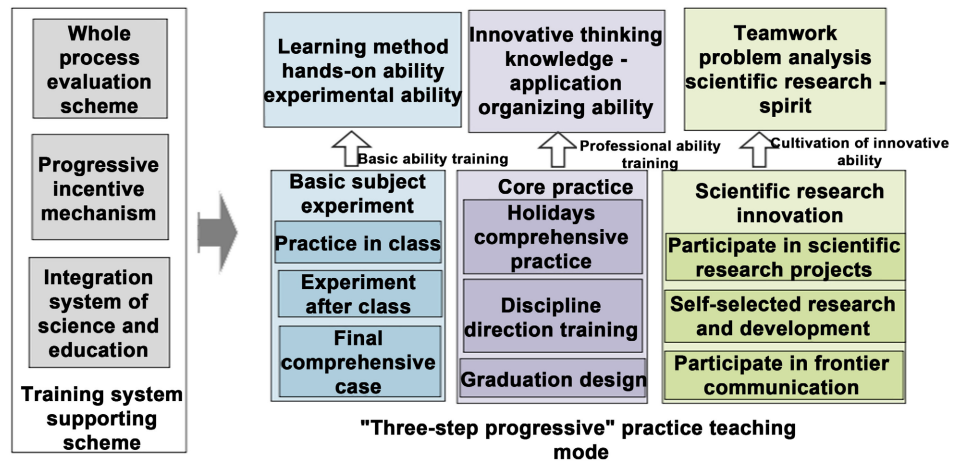 Whole
process
evaluation
scheme
Progressive
incentive
mechanism
Integration
system of
science and
education
Training system
supporting
scheme
Learning method
hands-on ability
experimental ability
Innovative thinking
knowledge -
application
organizing ability
Teamwork
problem analysis
scientific research -
spirit
Basic ability training
Professional ability
training
Cultivation of innovative
ability
Basic subject
experiment
Practice in class
Experiment
after class
Final
comprehensive
case
Core practice
Holidays
comprehensive
practice
Discipline
direction training
Graduation design
Scientific research
innovation
Participate in scientific
research projects
Self-selected research
and development
Participate in frontier
communication
"Three-step progressive" practice teaching
mode